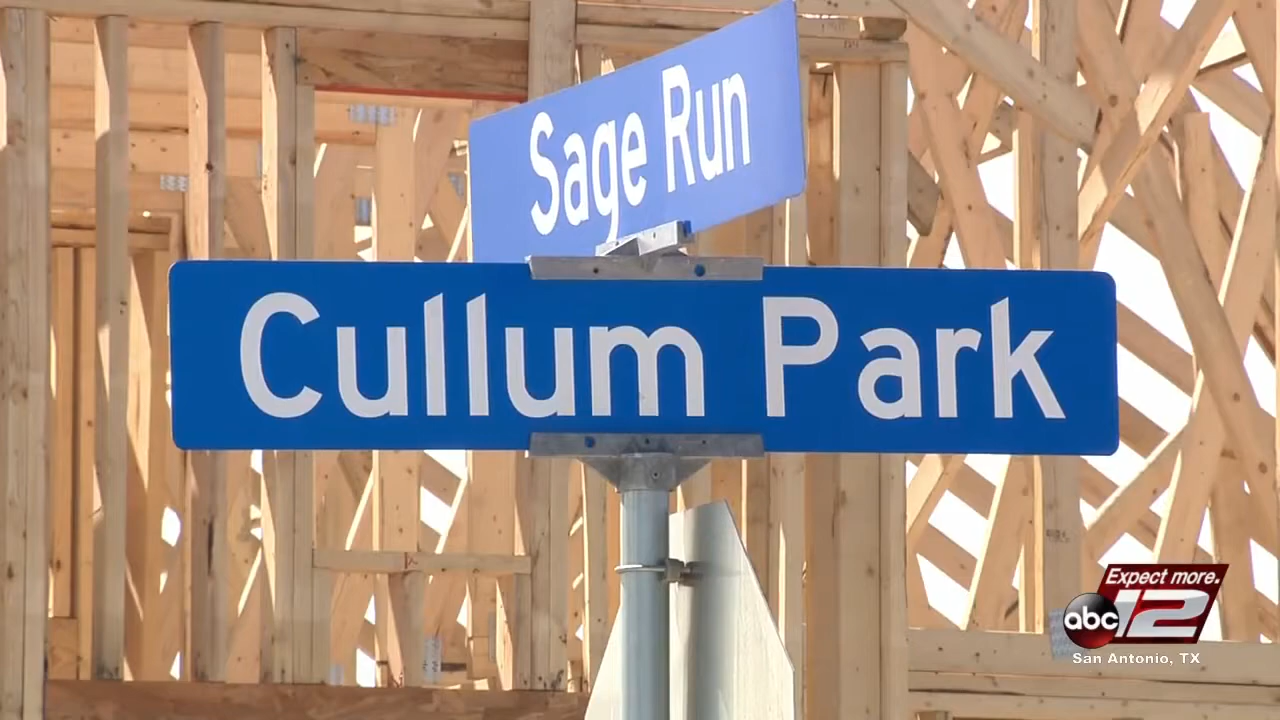 Sage Run
Cullum Park
Expect more.
abc 12
San Antonio, TX